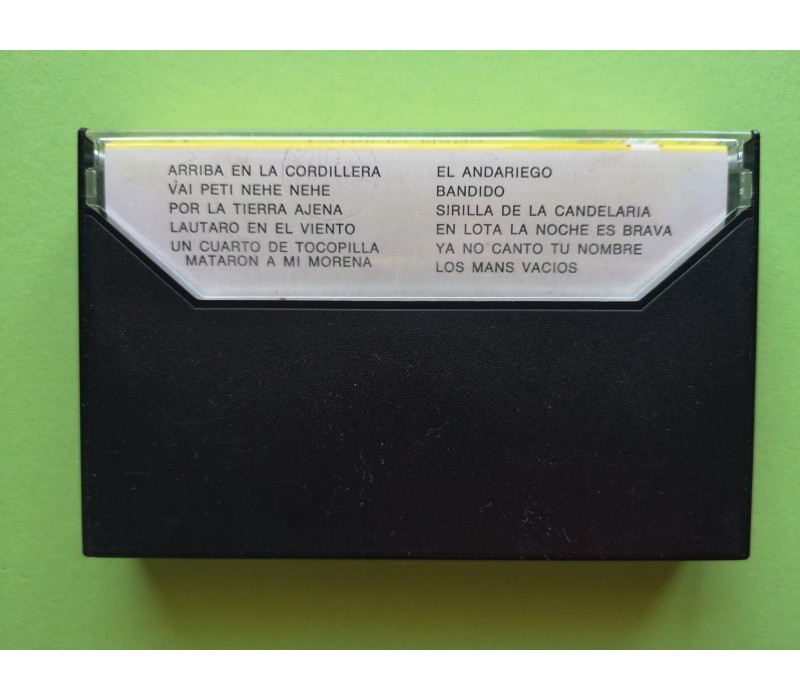 ARRIBA EN LA CORDILLERA
VAI PETI NEHE NEHE
POR LA TIERRA AJENA
LAUTARO EN EL VIENTO
UN CUARTO DE TOCOPILLA
MATARON A MI MORENA
EL ANDARIEGO
BANDIDO
SIRILLA DE LA CANDELARIA
EN LOTA LA NOCHE ES BRAVA
YA NO CANTO TU NOMBRE
LOS MANS VACIOS